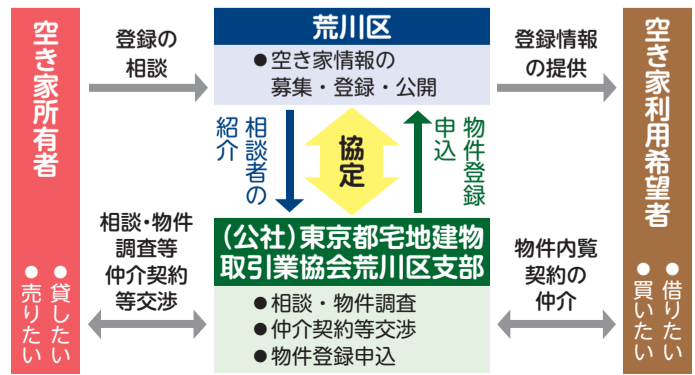 空き家所有者
●貸したい
●売りたい
登録の
相談
荒川区
●空き家情報の
募集・登録・公開
登録情報
の提供
相談者の
紹介
協定
物件登録
申込
相談・物件
調査等
仲介契約
等交渉
(公社)東京都宅地建物
取引業協会荒川区支部
●相談・物件調査
●仲介契約等交渉
●物件登録申込
物件内覧
契約の
仲介
空き家利用希望者
●借りたい
●買いたい